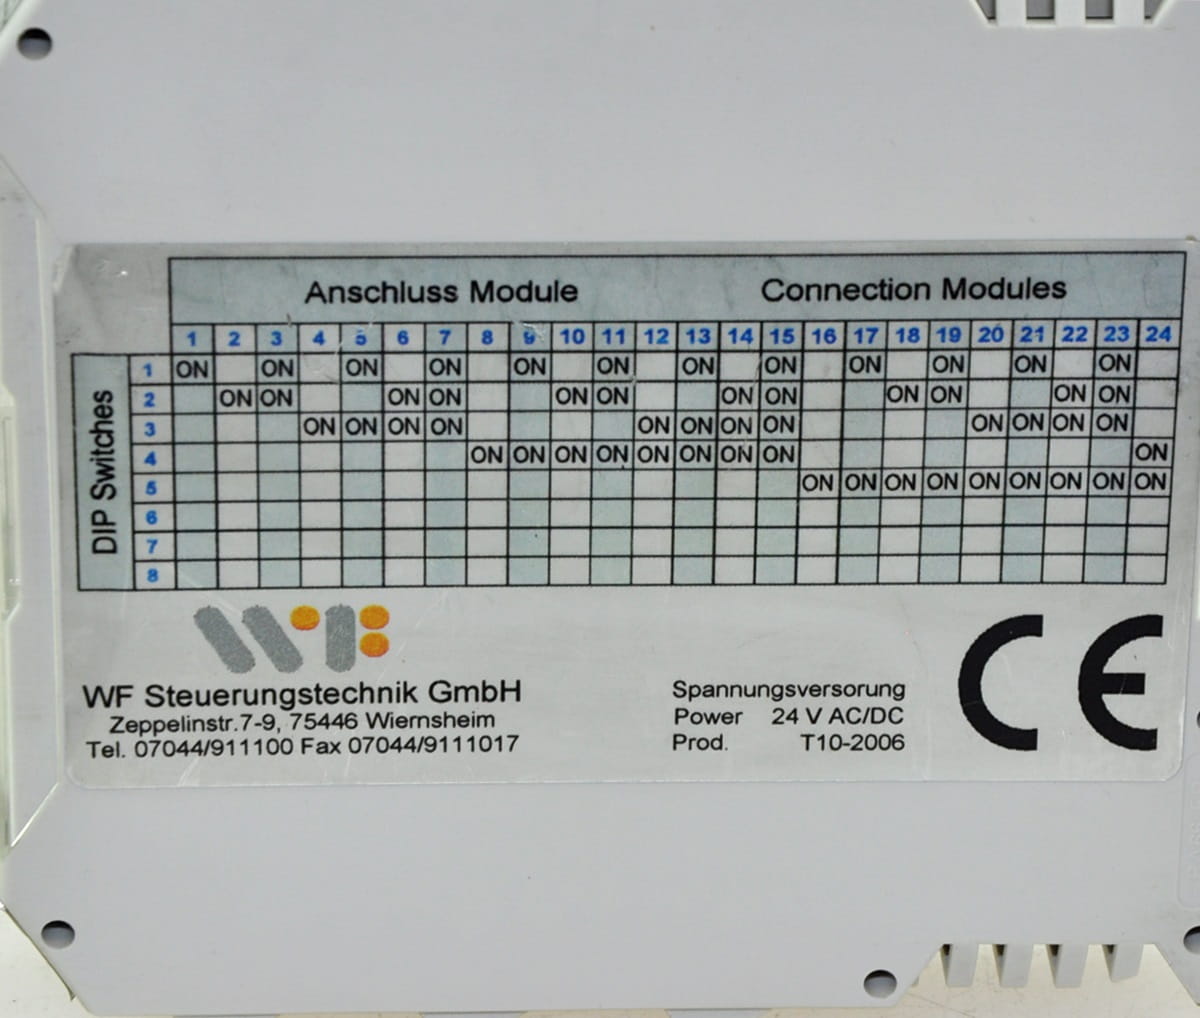 Anschluss Module Connection Modules
1 2 3 4 5 6 7 8 9 10 11 12 13 14 15 16 17 18 19 20 21 22 23 24
DIP Switches
1 ON ON ON ON ON ON ON ON ON ON ON ON
2 ON ON ON ON ON ON ON ON ON ON ON ON
3 ON ON ON ON ON ON ON ON ON ON ON ON
4 ON ON ON ON ON ON ON ON ON
5 ON ON ON ON ON ON ON ON ON
6
7
8
WF
WF Steuerungstechnik GmbH
Zeppelinstr.7-9, 75446 Wiernsheim
Tel. 07044/911100 Fax 07044/9111017
Spannungsversorung
Power 24 V AC/DC
Prod. T10-2006
CE